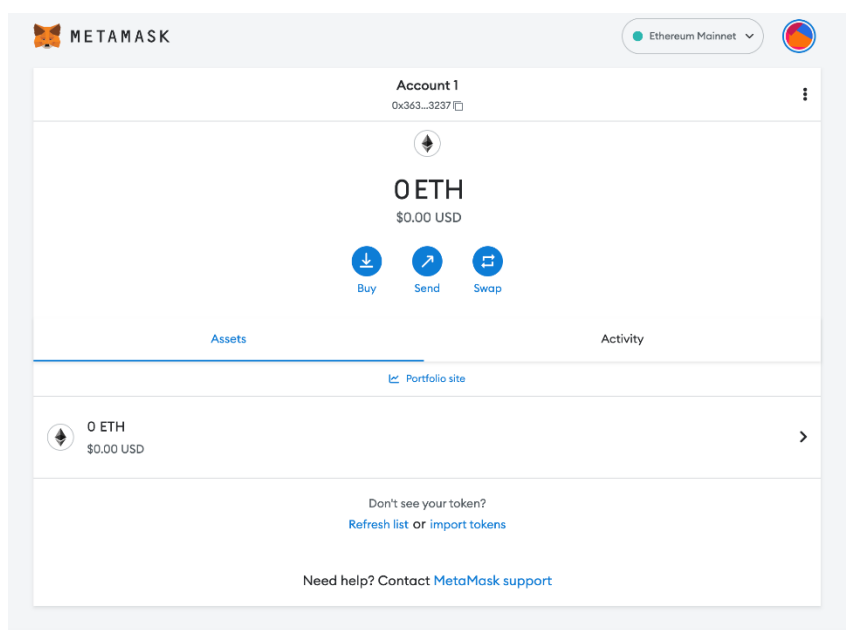 METAMASK
Ethereum Mainnet
Account 1
0x363...3237
0 ETH
$0.00 USD
Buy
Send
Swap
Assets
Activity
Portfolio site
0 ETH
$0.00 USD
Don't see your token?
Refresh list or import tokens
Need help? Contact MetaMask support